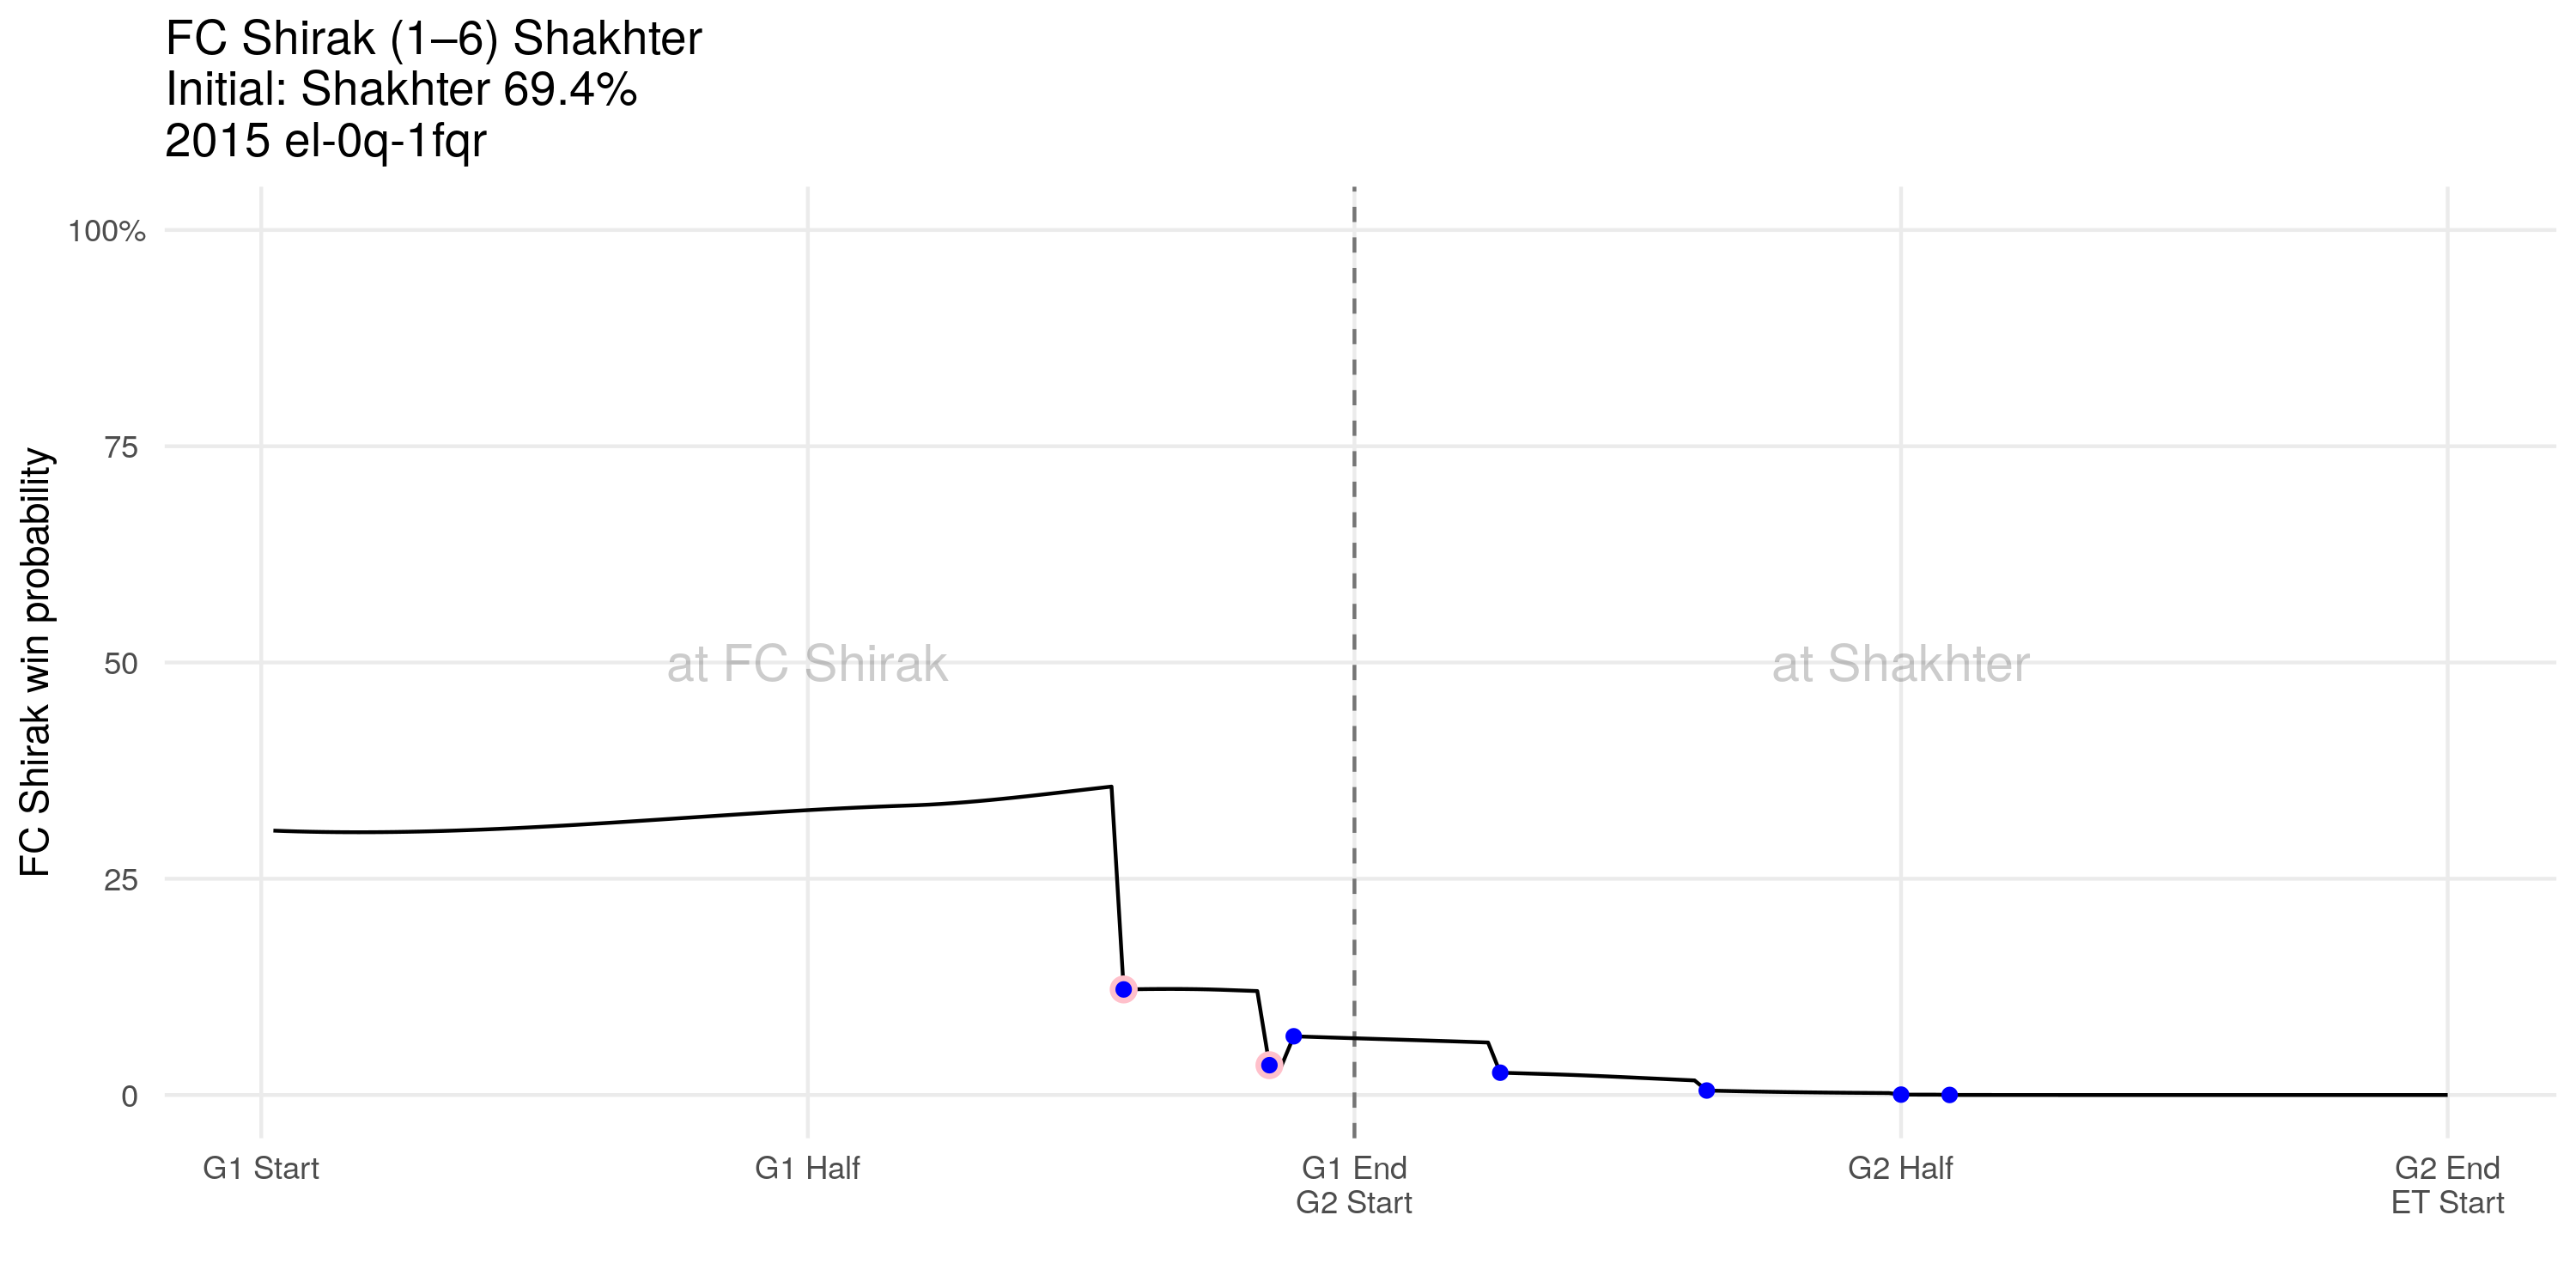 FC Shirak (1–6) Shakhter
Initial: Shakhter 69.4%
2015 el-0q-1fqr
FC Shirak win probability
100%
75
50
25
0
at FC Shirak
at Shakhter
G1 Start
G1 Half
G1 End
G2 Start
G2 Half
G2 End
ET Start